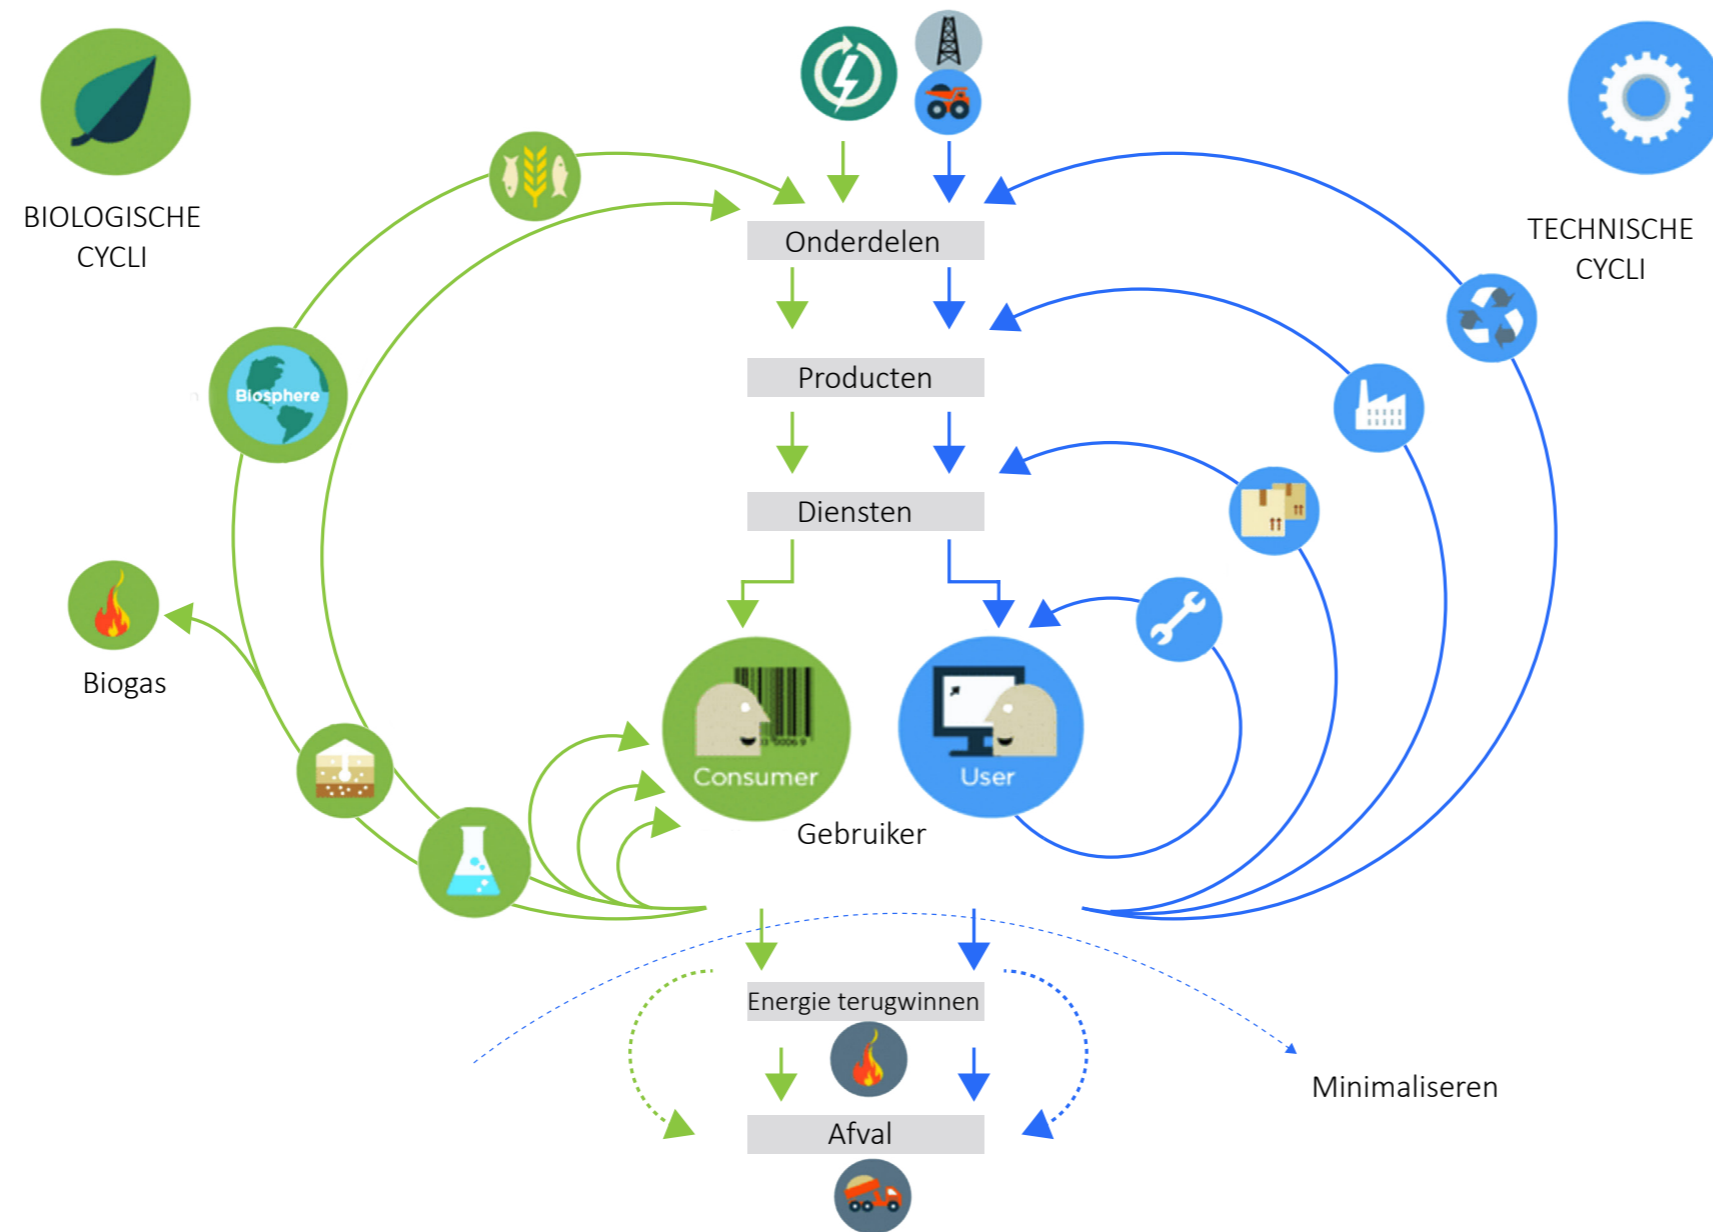 BIOLOGISCHE
CYCLI
TECHNISCHE
CYCLI
Onderdelen
Producten
Biosphere
Diensten
Biogas
Consumer
User
Gebruiker
Energie terugwinnen
Minimaliseren
Afval